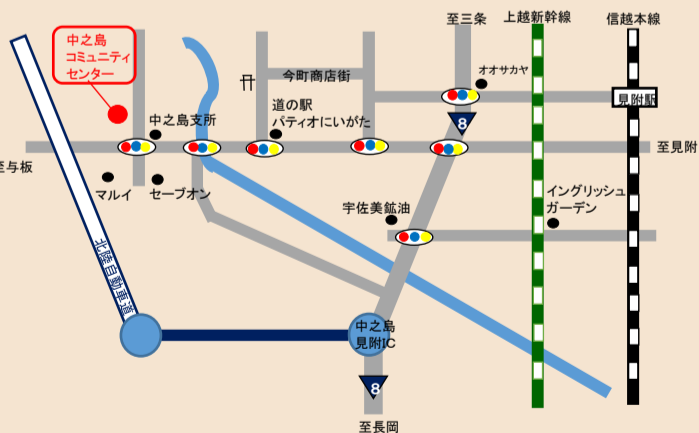 至三条
上越新幹線
信越本線
中之島
コミュニティ
センター
今町商店街
オオサカヤ
見附駅
中之島支所
道の駅
パティオにいがた
8
至見附
至与板
マルイ
セーブオン
宇佐美鉱油
イングリッシュ
ガーデン
北陸自動車道
中之島
見附IC
8
至長岡